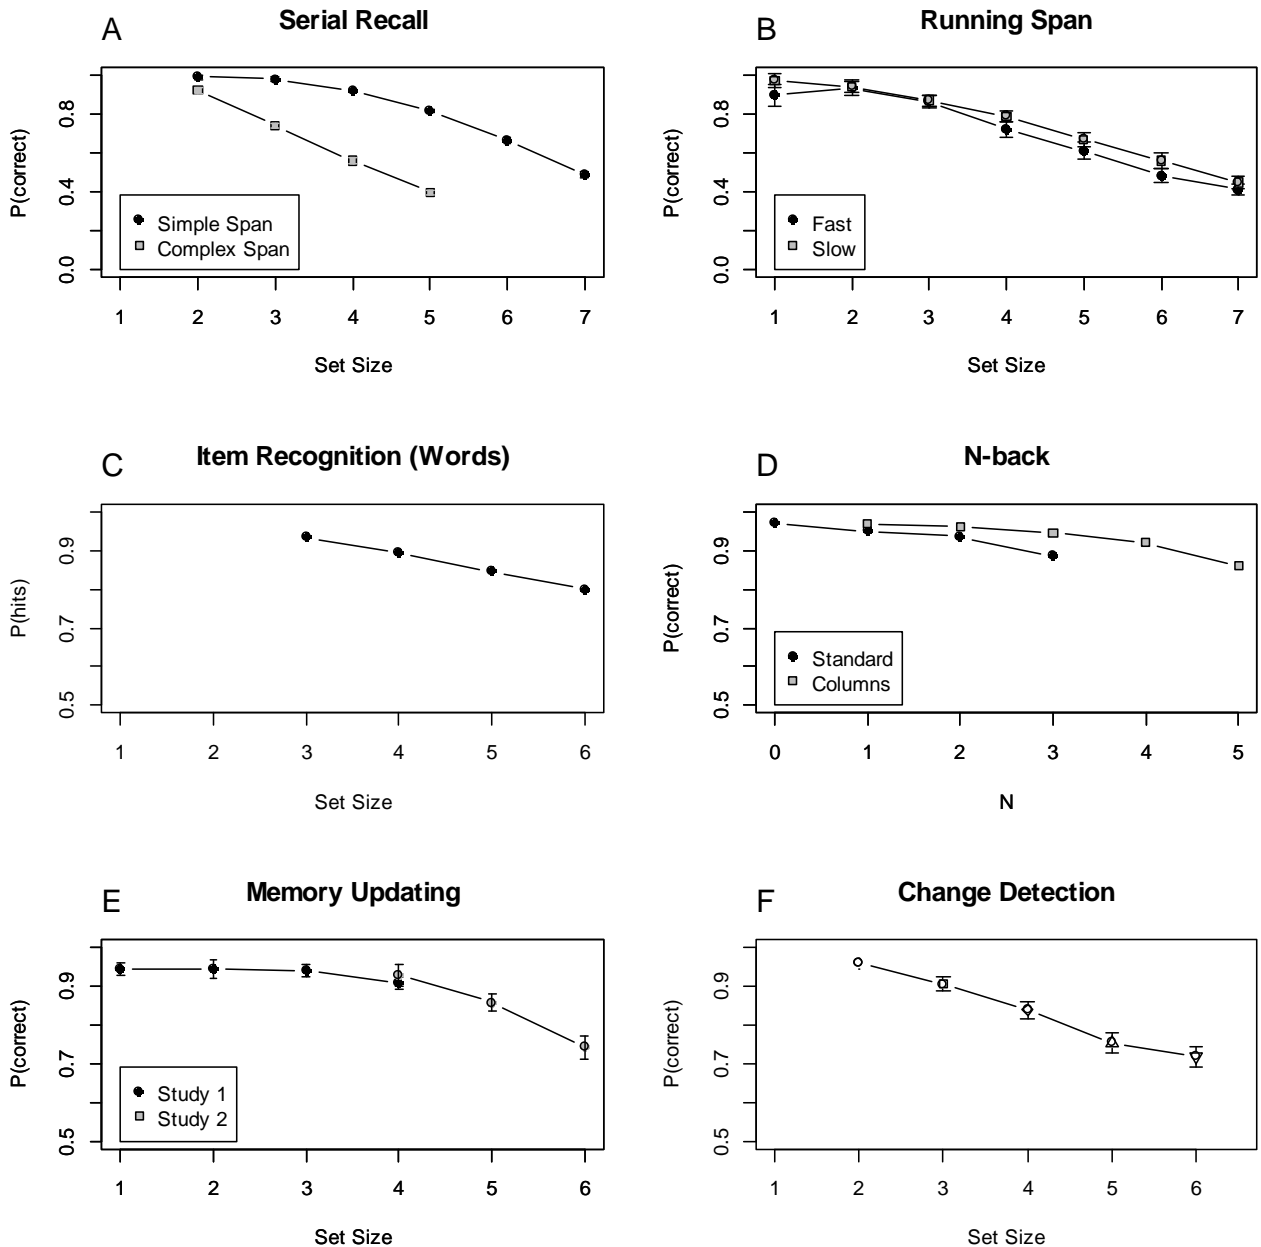 A
Serial Recall
P(correct)
0.8
0.4
0.0
Simple Span
Complex Span
1 2 3 4 5 6 7
Set Size
B
Running Span
P(correct)
0.8
0.4
0.0
Fast
Slow
1 2 3 4 5 6 7
Set Size
C
Item Recognition (Words)
P(hits)
0.9
0.7
0.5
1 2 3 4 5 6
Set Size
D
N-back
P(correct)
0.9
0.7
0.5
Standard
Columns
0 1 2 3 4 5
N
E
Memory Updating
P(correct)
0.9
0.7
0.5
Study 1
Study 2
1 2 3 4 5 6
Set Size
F
Change Detection
P(correct)
0.9
0.7
0.5
1 2 3 4 5 6
Set Size